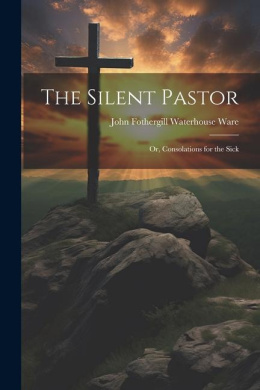 The Silent Pastor
John Fothergill Waterhouse Ware
Or, Consolations for the Sick